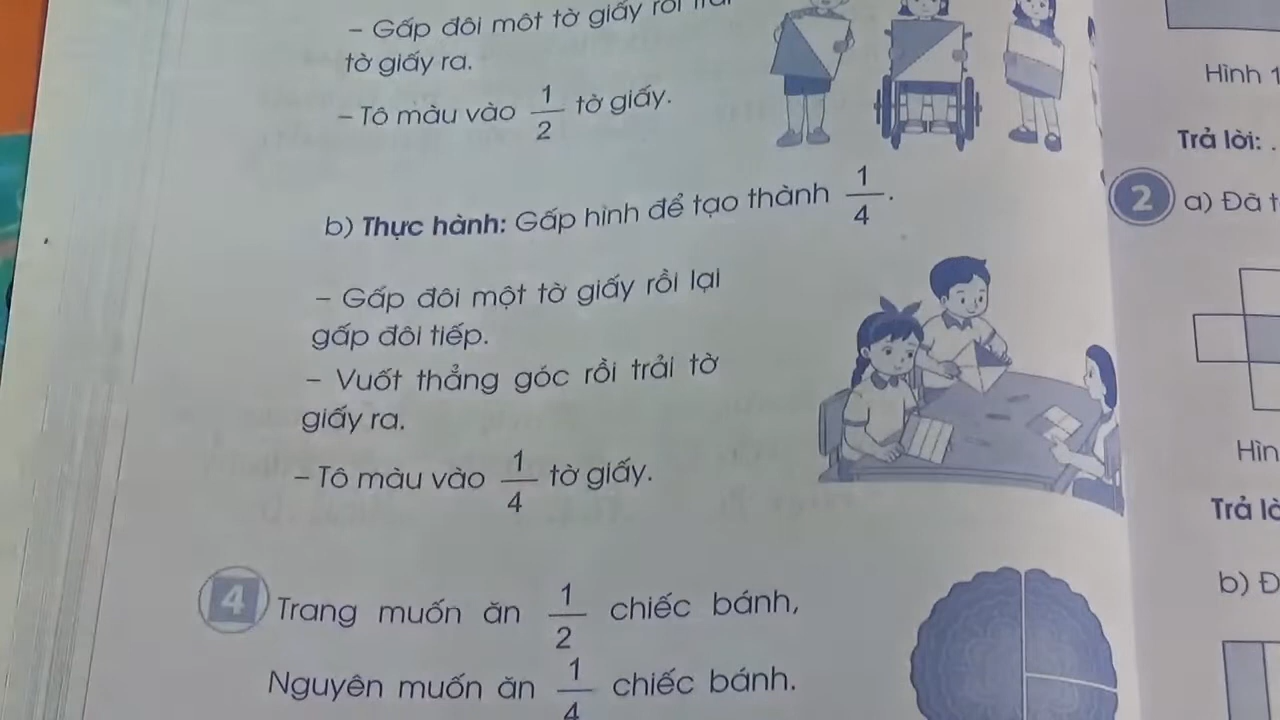 – Gấp đôi một tờ giấy rồi
tờ giấy ra.
– Tô màu vào 1/2 tờ giấy.
b) Thực hành: Gấp hình để tạo thành 1/4.
– Gấp đôi một tờ giấy rồi lại
gấp đôi tiếp.
– Vuốt thẳng góc rồi trải tờ
giấy ra.
– Tô màu vào 1/4 tờ giấy.
4 Trang muốn ăn 1/2 chiếc bánh,
Nguyên muốn ăn 1/4 chiếc bánh.
Hình 1
Trả lời: .
2 a) Đã
Trả
b)